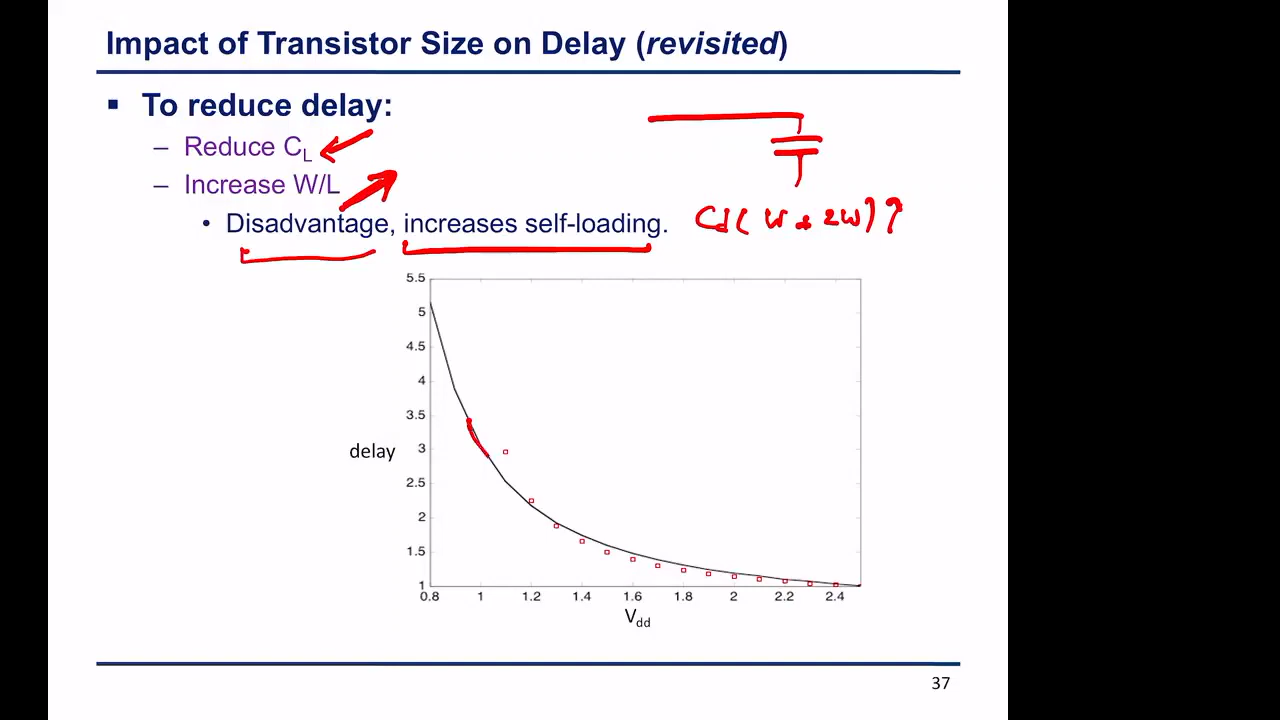 Impact of Transistor Size on Delay (revisited)
▪ To reduce delay:
– Reduce CL
– Increase W/L
• Disadvantage, increases self-loading.
Cd(W + 2W)↑
5.5
5
4.5
4
3.5
3
2.5
2
1.5
1
delay
0.8 1 1.2 1.4 1.6 1.8 2 2.2 2.4
Vdd
37